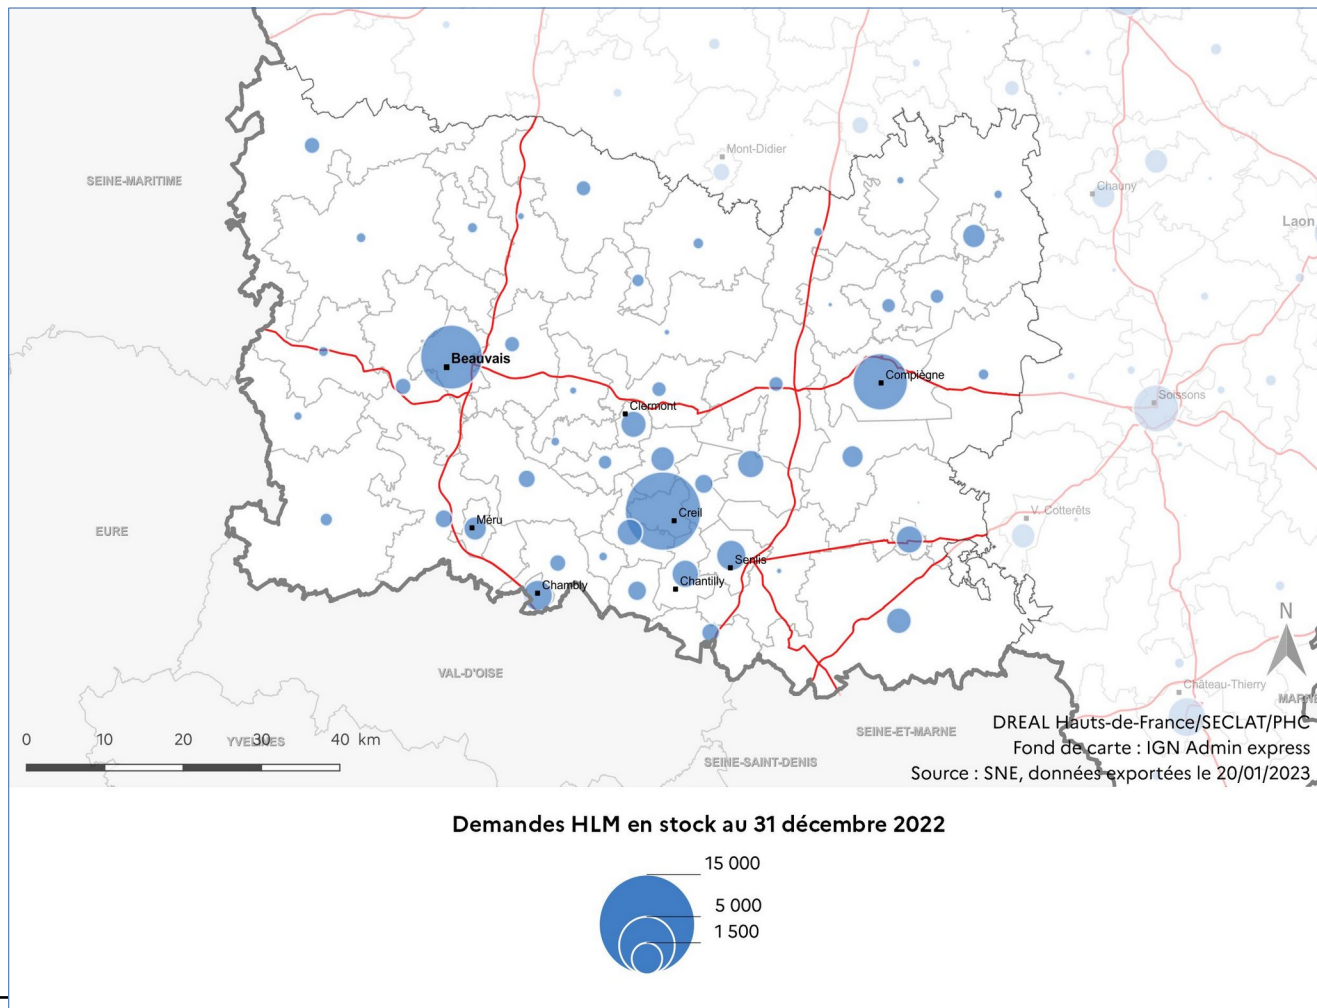 Mont-Didier
SEINE-MARITIME
Chauny
Laon
Beauvais
Compiègne
Soissons
Clermont
Creil
V. Cotterêts
EURE
Méru
Senlis
Chantilly
Chambly
N
VAL-D'OISE
Château-Thierry
MARNE
DREAL Hauts-de-France/SECLAT/PHC
SEINE-ET-MARNE
0 10 20 30 40 km
YVELINES
Fond de carte : IGN Admin express
SEINE-SAINT-DENIS
Source : SNE, données exportées le 20/01/2023
Demandes HLM en stock au 31 décembre 2022
15 000
5 000
1 500